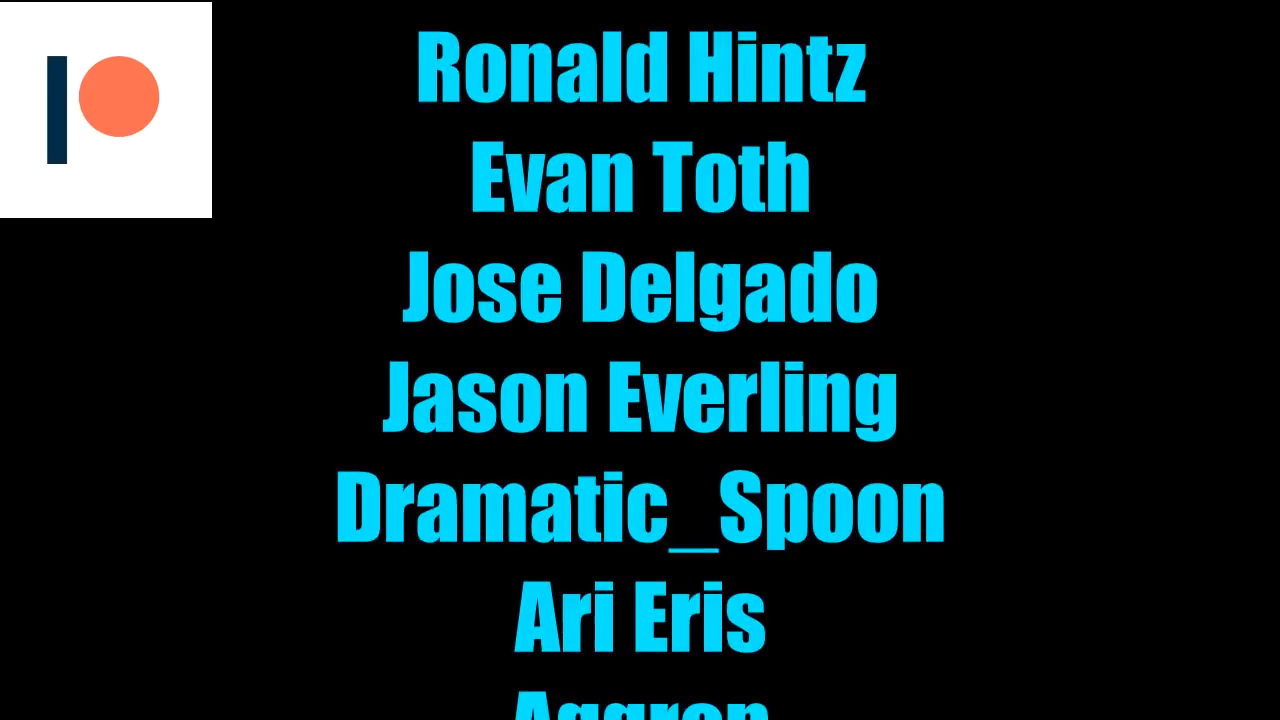 Ronald Hintz
Evan Toth
Jose Delgado
Jason Everling
Dramatic_Spoon
Ari Eris